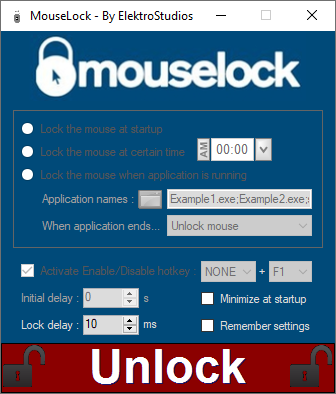 MouseLock - By ElektroStudios
mouselock
Lock the mouse at startup
Lock the mouse at certain time AM 00:00
Lock the mouse when application is running
Application names : Example1.exe;Example2.exe;
When application ends... Unlock mouse
Activate Enable/Disable hotkey : NONE + F1
Initial delay : 0 s Minimize at startup
Lock delay : 10 ms Remember settings
Unlock